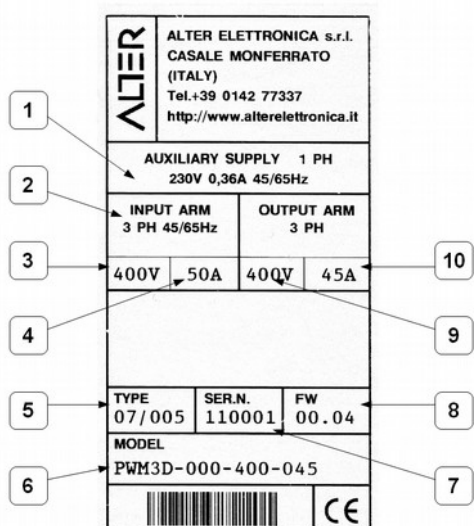 ALTER
ALTER ELETTRONICA s.r.l.
CASALE MONFERRATO
(ITALY)
Tel.+39 0142 77337
http://www.alterelettronica.it
1
AUXILIARY SUPPLY 1 PH
230V 0,36A 45/65Hz
2
INPUT ARM
3 PH 45/65Hz
OUTPUT ARM
3 PH
3
400V
50A
400V
45A
10
4
9
5
TYPE
07/005
SER.N.
110001
FW
00.04
8
MODEL
PWM3D-000-400-045
6
7
CE